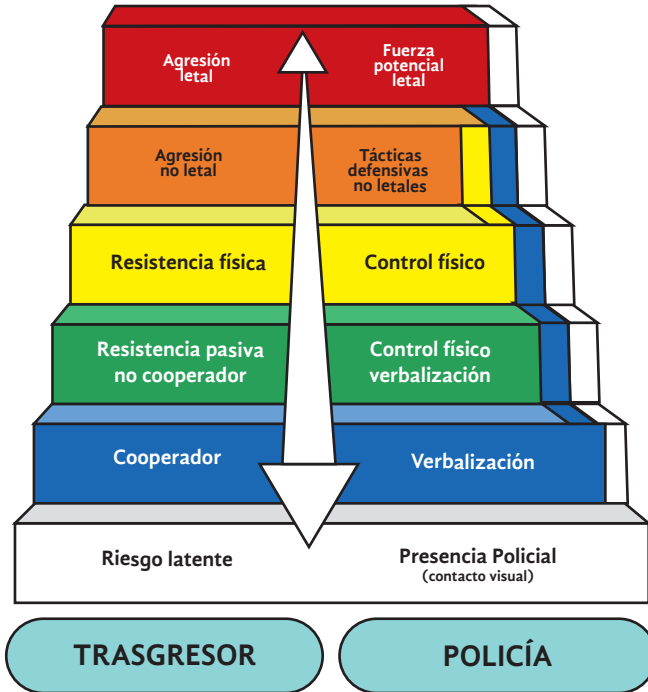 Agresión
letal
Fuerza
potencial
letal
Agresión
no letal
Tácticas
defensivas
no letales
Resistencia física
Control físico
Resistencia pasiva
no cooperador
Control físico
verbalización
Cooperador
Verbalización
Riesgo latente
Presencia Policial
(contacto visual)
TRASGRESOR
POLICÍA